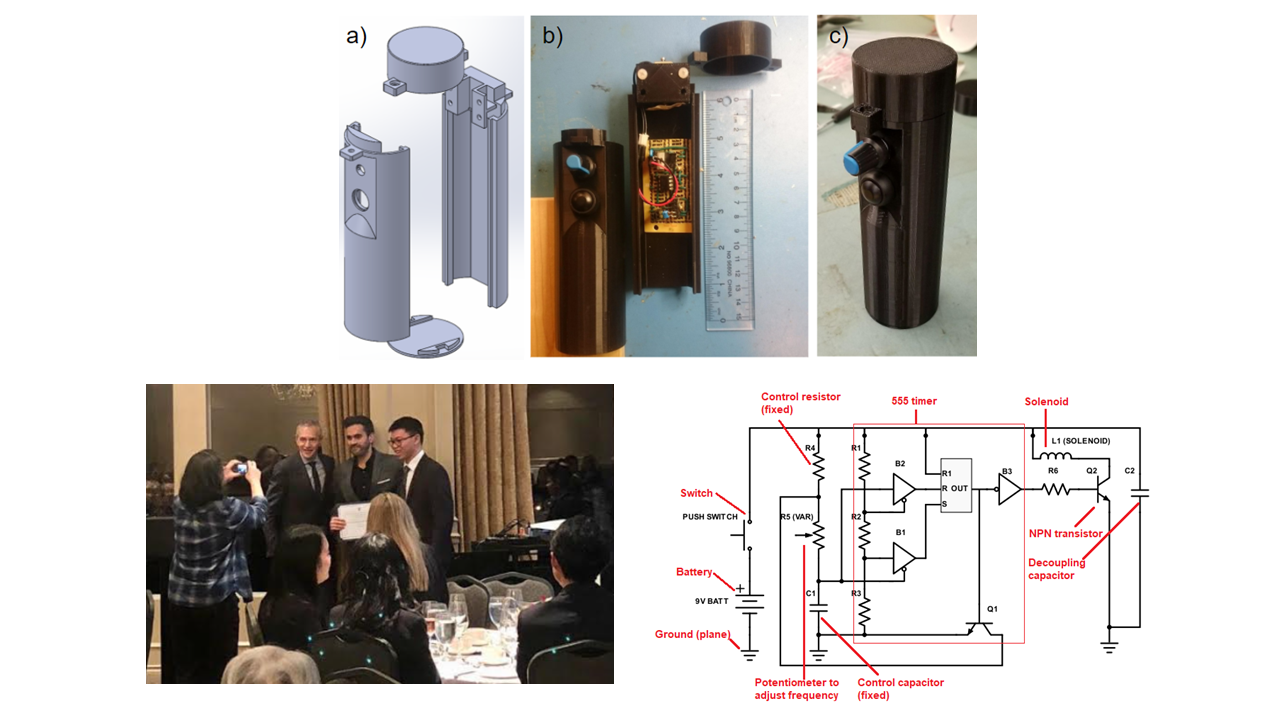 a)
b)
c)
Control resistor
(fixed)
555 timer
Solenoid
R4
R1
B2
R1
R OUT
S
B3
L1 (SOLENOID)
R6
Q2
C2
Switch
PUSH SWITCH
R5 (VAR)
R2
B1
NPN transistor
Decoupling
capacitor
Battery
+
9V BATT
C1
R3
Q1
Ground (plane)
Potentiometer to
adjust frequency
Control capacitor
(fixed)